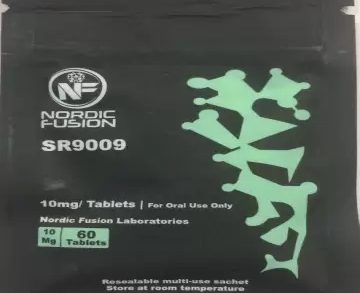 NF
NORDIC
FUSION
SR9009
10mg/ Tablets | For Oral Use Only
Nordic Fusion Laboratories
10
Mg
60
Tablets
Resealable multi-use sachet
Store at room temperature